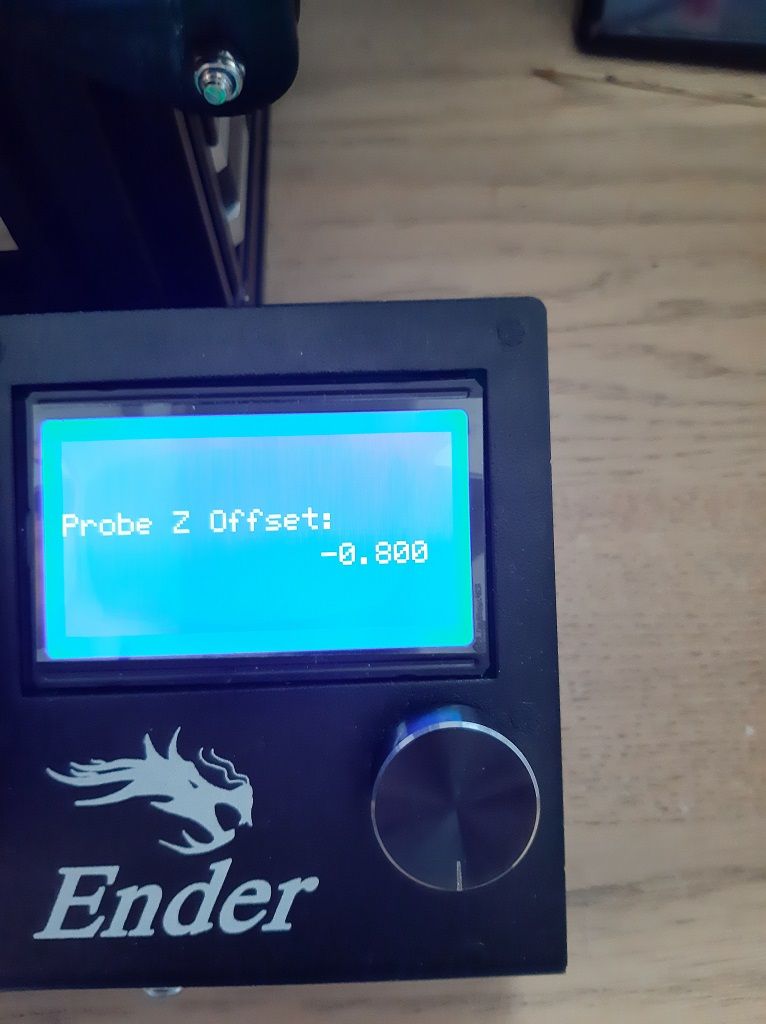 Probe Z Offset:
-0.800
Ender